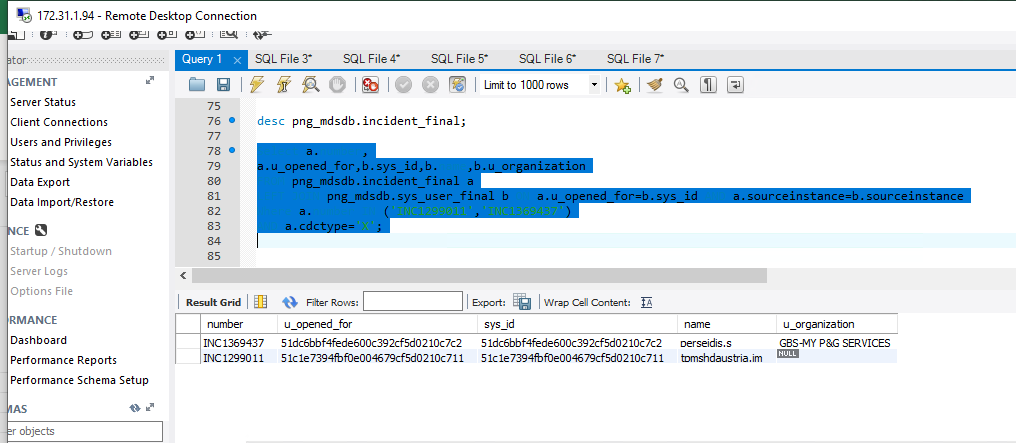 172.31.1.94 - Remote Desktop Connection
ator
Query 1 SQL File 3* SQL File 4* SQL File 5* SQL File 6* SQL File 7*
AGEMENT
Server Status
Client Connections
Users and Privileges
Status and System Variables
Data Export
Data Import/Restore
NCE
Startup / Shutdown
Server Logs
Options File
RMANCE
Dashboard
Performance Reports
Performance Schema Setup
MAS
er objects
Limit to 1000 rows
75
76 desc png_mdsdb.incident_final;
77
78 a. ,
79 a.u_opened_for,b.sys_id,b. ,b.u_organization
80 png_mdsdb.incident_final a
81 png_mdsdb.sys_user_final b a.u_opened_for=b.sys_id a.sourceinstance=b.sourceinstance
82 a. ('INC1299011','INC1369437')
83 a.cdctype='X';
84
85
Result Grid Filter Rows: Export: Wrap Cell Content:
number u_opened_for sys_id name u_organization
INC1369437 51dc6bbf4fede600c392cf5d0210c7c2 51dc6bbf4fede600c392cf5d0210c7c2 perseidis.s GBS-MY P&G SERVICES
INC1299011 51c1e7394fbf0e004679cf5d0210c711 51c1e7394fbf0e004679cf5d0210c711 tpmshdaustria.im NULL